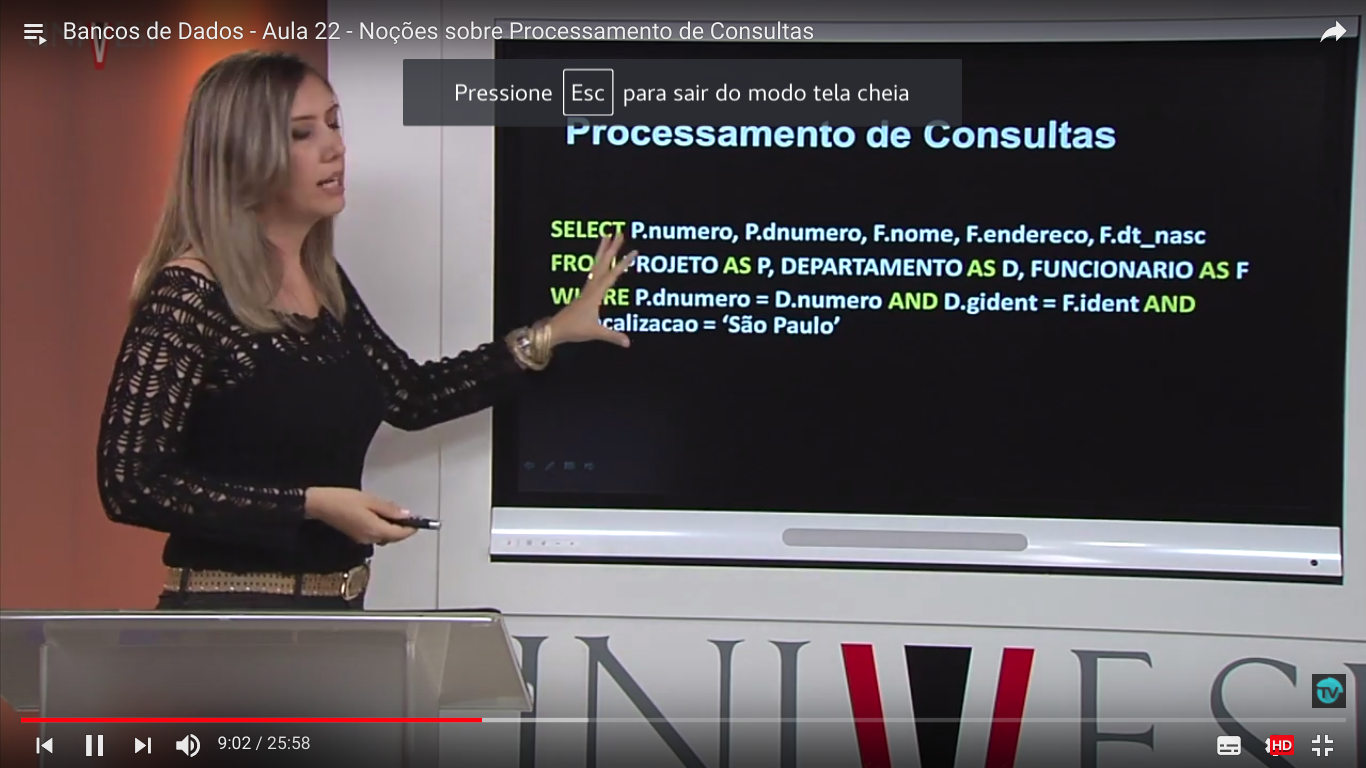 Bancos de Dados - Aula 22 - Noções sobre Processamento de Consultas
Pressione Esc para sair do modo tela cheia
Processamento de Consultas
SELECT P.numero, P.dnumero, F.nome, F.endereco, F.dt_nasc
PROJETO AS P, DEPARTAMENTO AS D, FUNCIONARIO AS F
P.dnumero = D.numero AND D.gident = F.ident AND
= ‘São Paulo’
TV
9:02 / 25:58
HD